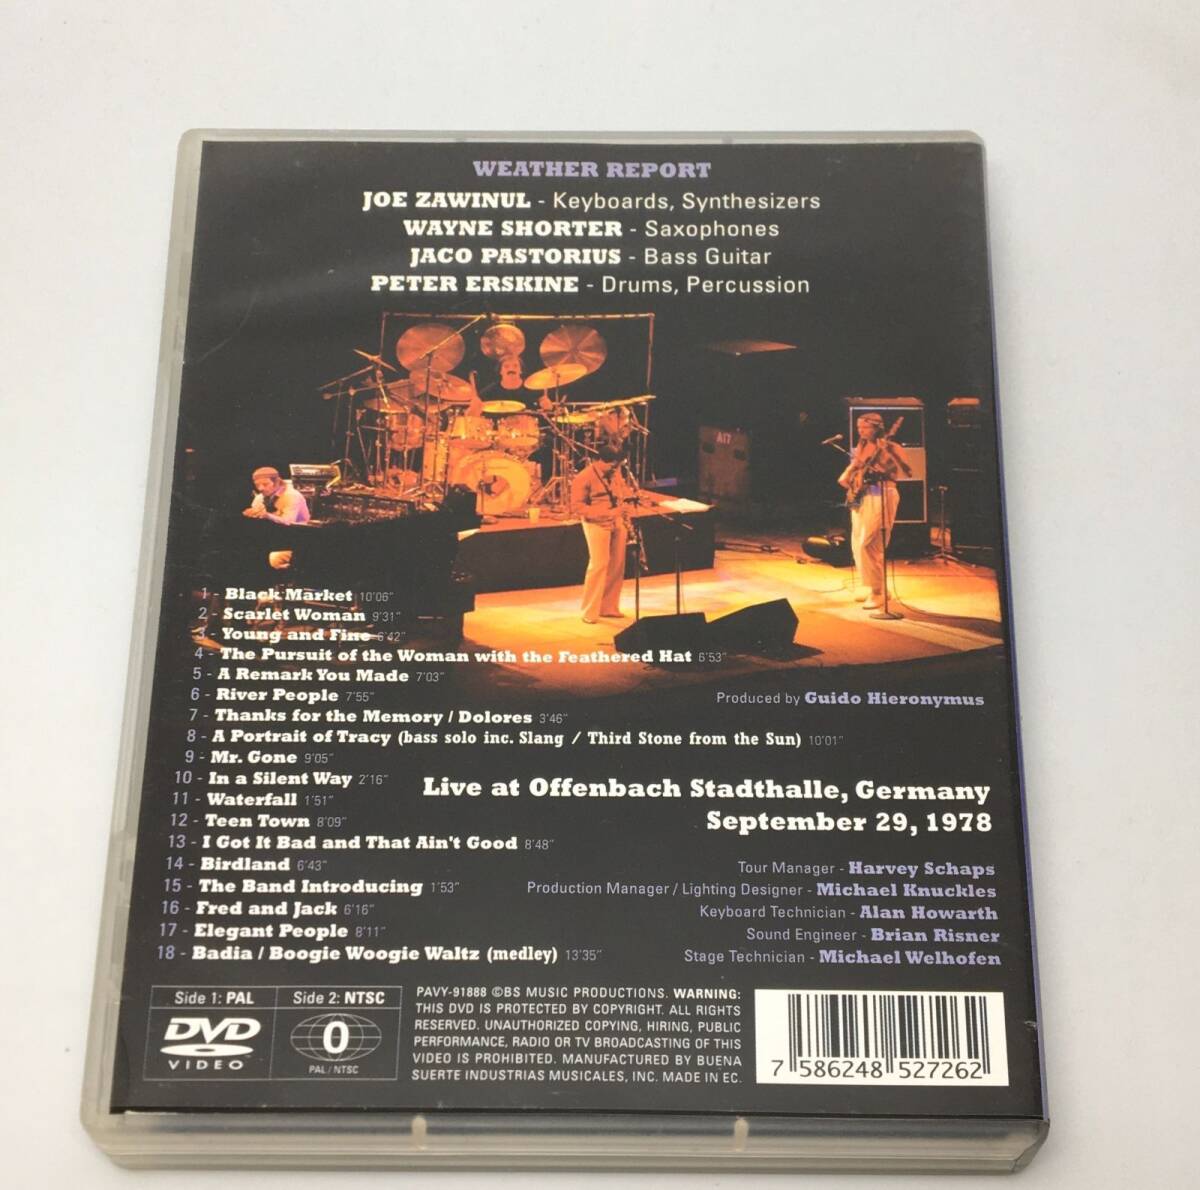 WEATHER REPORT
JOE ZAWINUL - Keyboards, Synthesizers
WAYNE SHORTER - Saxophones
JACO PASTORIUS - Bass Guitar
PETER ERSKINE - Drums, Percussion
A17
1 - Black Market 10'06"
2 - Scarlet Woman 9'31"
3 - Young and Fine 6'42"
4 - The Pursuit of the Woman with the Feathered Hat 6'53"
5 - A Remark You Made 7'03"
6 - River People 7'55"
7 - Thanks for the Memory / Dolores 3'46"
8 - A Portrait of Tracy (bass solo inc. Slang / Third Stone from the Sun) 10'01"
9 - Mr. Gone 9'05"
10 - In a Silent Way 2'16"
11 - Waterfall 1'51"
12 - Teen Town 8'09"
13 - I Got It Bad and That Ain't Good 8'48"
14 - Birdland 6'43"
15 - The Band Introducing 1'53"
16 - Fred and Jack 6'16"
17 - Elegant People 8'11"
18 - Badia / Boogie Woogie Waltz (medley) 13'35"
Produced by Guido Hieronymus
Live at Offenbach Stadthalle, Germany
September 29, 1978
Tour Manager - Harvey Schaps
Production Manager / Lighting Designer - Michael Knuckles
Keyboard Technician - Alan Howarth
Sound Engineer - Brian Risner
Stage Technician - Michael Welhofen
Side 1: PAL
DVD
VIDEO
Side 2: NTSC
0
PAL / NTSC
PAVY-91888 ©BS MUSIC PRODUCTIONS. WARNING:
THIS DVD IS PROTECTED BY COPYRIGHT. ALL RIGHTS
RESERVED. UNAUTHORIZED COPYING, HIRING, PUBLIC
PERFORMANCE, RADIO OR TV BROADCASTING OF THIS
VIDEO IS PROHIBITED. MANUFACTURED BY BUENA
SUERTE INDUSTRIAS MUSICALES, INC. MADE IN EC.
7 586248 527262